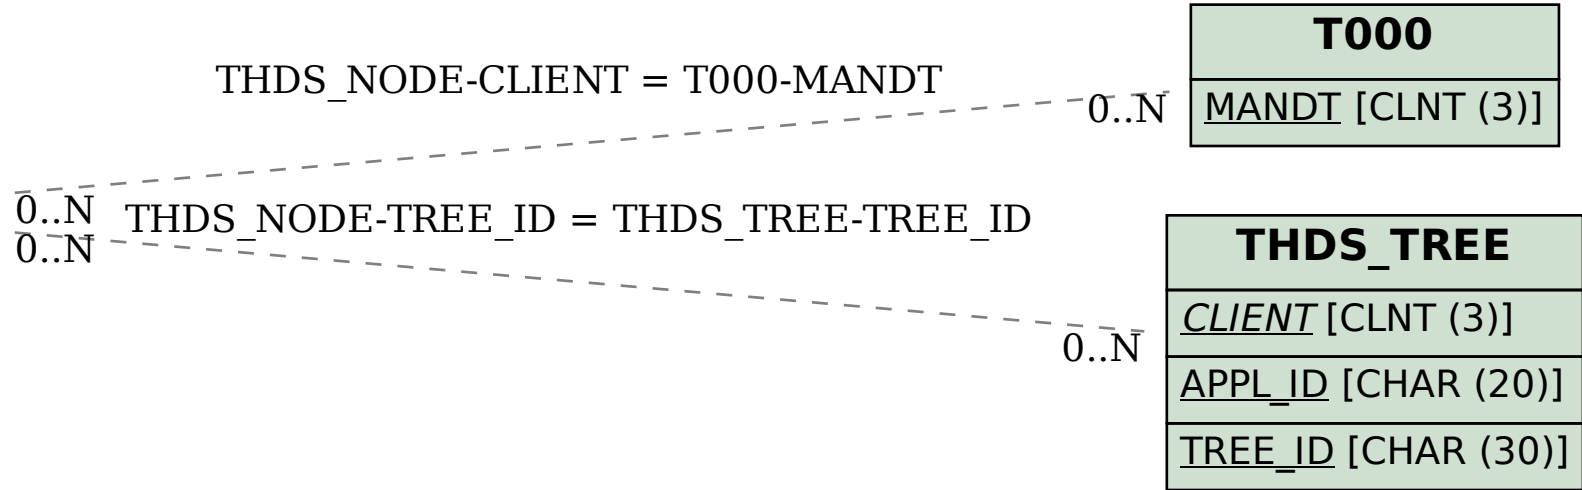 T000
THDS_NODE-CLIENT = T000-MANDT
0..N
MANDT [CLNT (3)]
0..N
THDS_NODE-TREE_ID = THDS_TREE-TREE_ID
0..N
THDS_TREE
CLIENT [CLNT (3)]
0..N
APPL_ID [CHAR (20)]
TREE_ID [CHAR (30)]